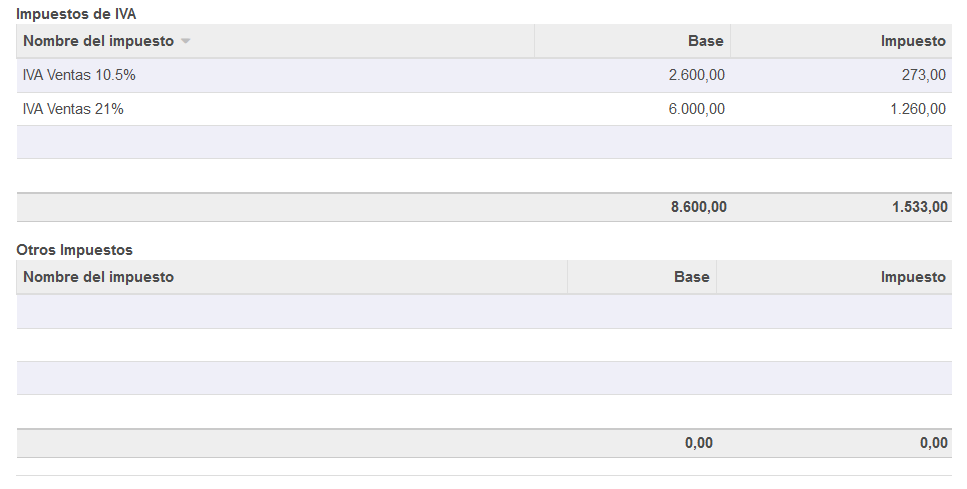 Impuestos de IVA
Nombre del impuesto Base Impuesto
IVA Ventas 10.5% 2.600,00 273,00
IVA Ventas 21% 6.000,00 1.260,00
8.600,00 1.533,00
Otros Impuestos
Nombre del impuesto Base Impuesto
0,00 0,00